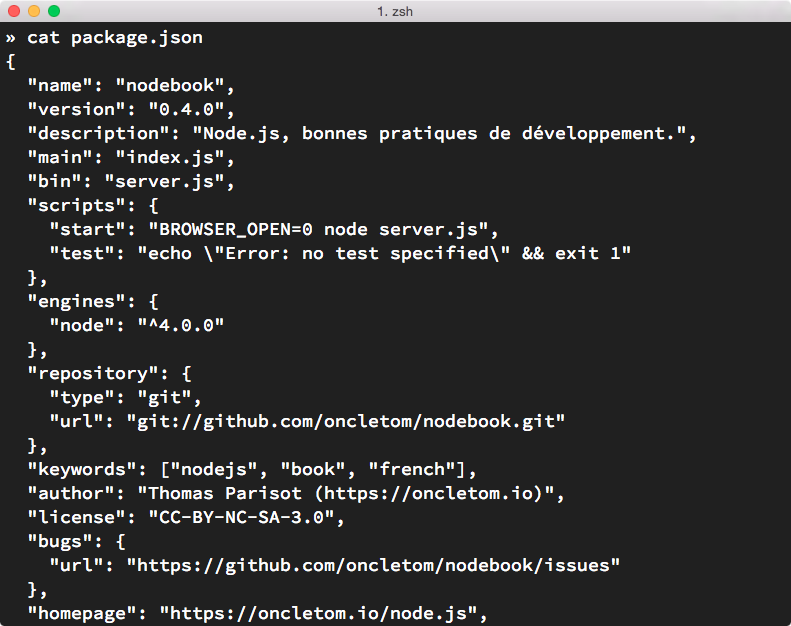 1. zsh
» cat package.json
{
  "name": "nodebook",
  "version": "0.4.0",
  "description": "Node.js, bonnes pratiques de développement.",
  "main": "index.js",
  "bin": "server.js",
  "scripts": {
    "start": "BROWSER_OPEN=0 node server.js",
    "test": "echo \"Error: no test specified\" && exit 1"
  },
  "engines": {
    "node": "^4.0.0"
  },
  "repository": {
    "type": "git",
    "url": "git://github.com/oncletom/nodebook.git"
  },
  "keywords": ["nodejs", "book", "french"],
  "author": "Thomas Parisot (https://oncletom.io)",
  "license": "CC-BY-NC-SA-3.0",
  "bugs": {
    "url": "https://github.com/oncletom/nodebook/issues"
  },
  "homepage": "https://oncletom.io/node.js",